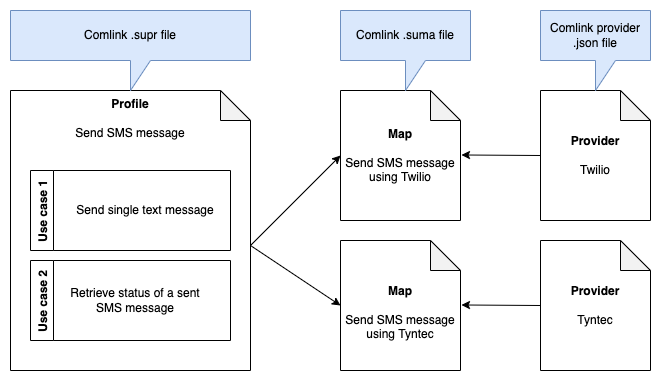 Comlink .supr file
Comlink .suma file
Comlink provider
.json file
Profile
Send SMS message
Use case 1
Send single text message
Use case 2
Retrieve status of a sent
SMS message
Map
Send SMS message
using Twilio
Provider
Twilio
Map
Send SMS message
using Tyntec
Provider
Tyntec